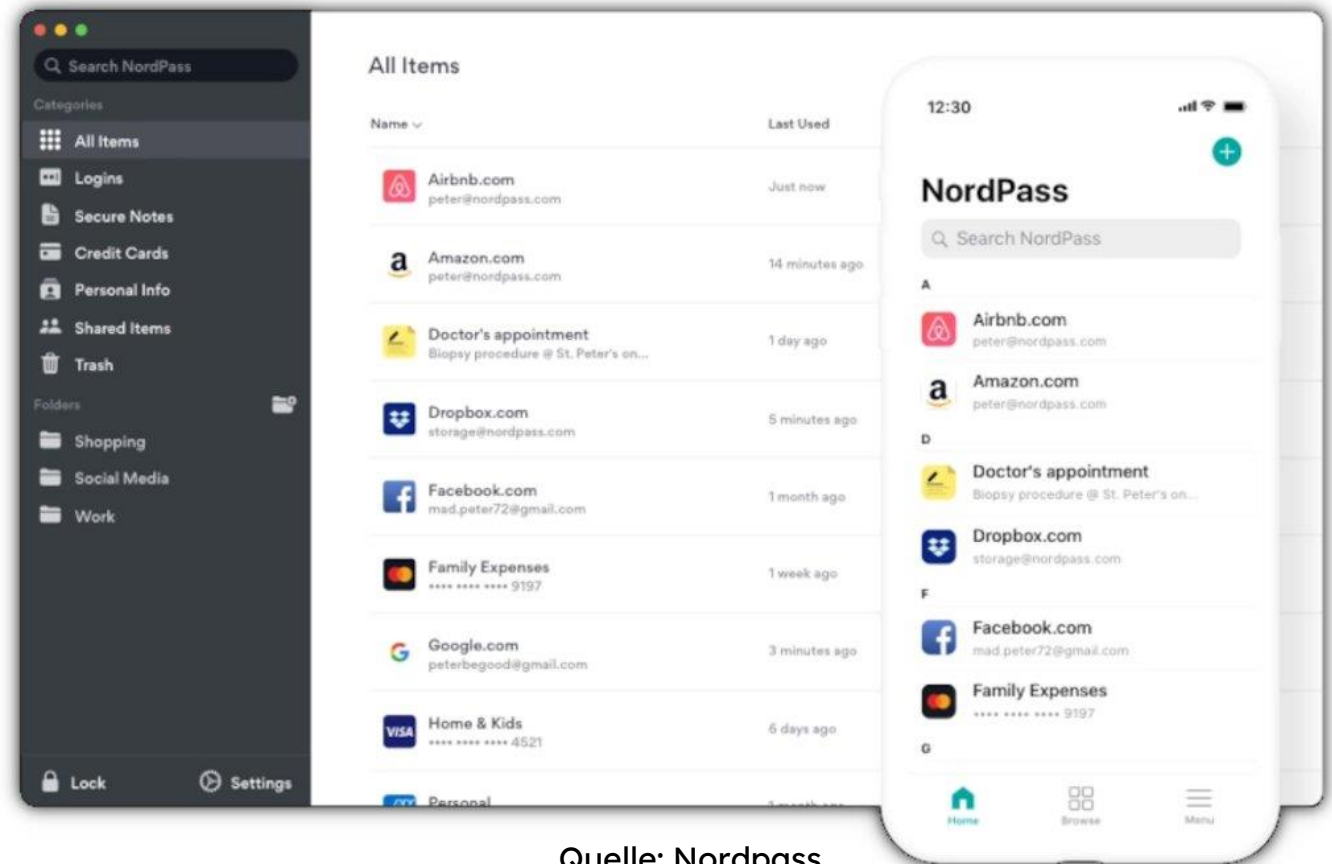 Search NordPass
Categories
All Items
Logins
Secure Notes
Credit Cards
Personal Info
Shared Items
Trash
Folders
Shopping
Social Media
Work
Lock
Settings
All Items
Name Last Used
Airbnb.com
peter@nordpass.com
Just now
a Amazon.com
peter@nordpass.com
14 minutes ago
Doctor's appointment
Biopsy procedure @ St. Peter's on...
1 day ago
Dropbox.com
storage@nordpass.com
5 minutes ago
f Facebook.com
mad.peter72@gmail.com
1 month ago
Family Expenses
•••• •••• •••• 9197
1 week ago
G Google.com
peterbegood@gmail.com
3 minutes ago
VISA Home & Kids
•••• •••• •••• 4521
6 days ago
Personal
1 month ago
12:30
NordPass
Search NordPass
A
Airbnb.com
peter@nordpass.com
a Amazon.com
peter@nordpass.com
D
Doctor's appointment
Biopsy procedure @ St. Peter's on...
Dropbox.com
storage@nordpass.com
F
f Facebook.com
mad.peter72@gmail.com
Family Expenses
•••• •••• •••• 9197
G
Home Browse Menu
Quelle: Nordpass